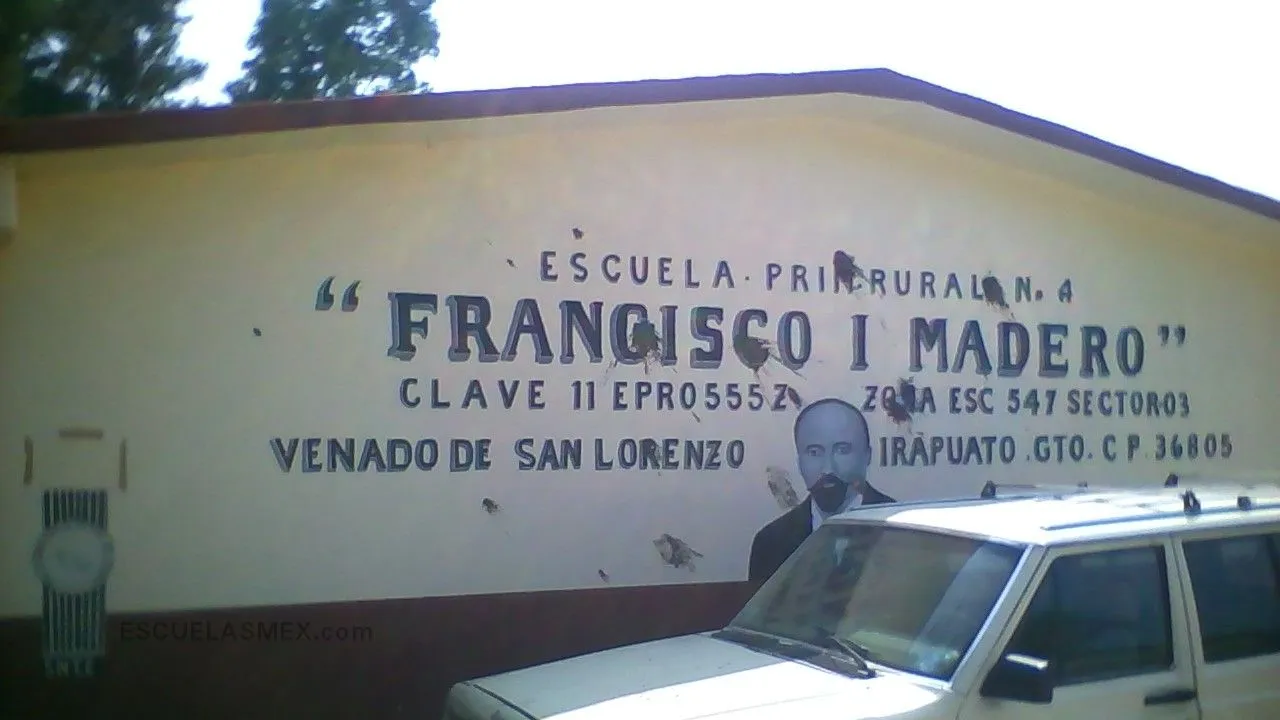 ESCUELA. PRIM. RURAL N. 4
“FRANCISCO I MADERO”
CLAVE 11 EPRO555Z ZONA ESC 547 SECTOR03
VENADO DE SAN LORENZO IRAPUATO .GTO. C P. 36805
ESCUELASMEX.com